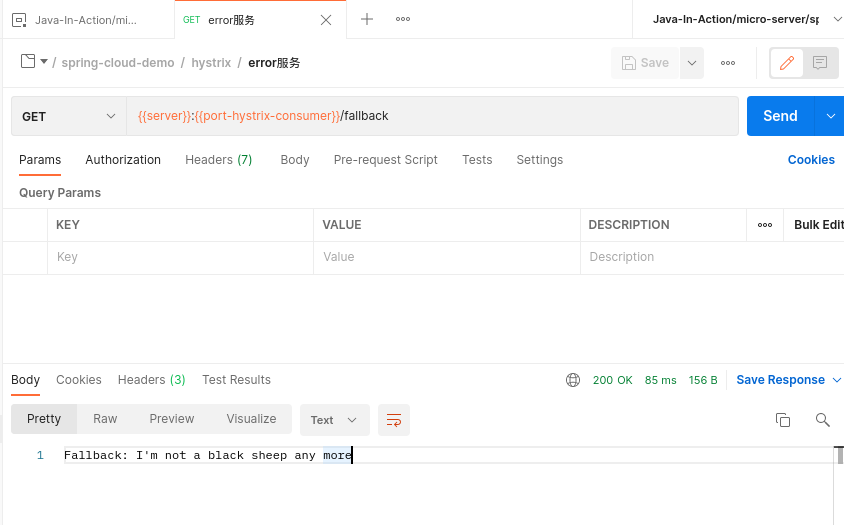 Java-In-Action/mi...
GET error服务
Java-In-Action/micro-server/sp
/ spring-cloud-demo / hystrix / error服务
Save
GET
{{server}}:{{port-hystrix-consumer}}/fallback
Send
Params Authorization Headers (7) Body Pre-request Script Tests Settings Cookies
Query Params
KEY VALUE DESCRIPTION Bulk Edit
Key Value Description
Body Cookies Headers (3) Test Results 200 OK 85 ms 156 B Save Response
Pretty Raw Preview Visualize Text
1 Fallback: I'm not a black sheep any more